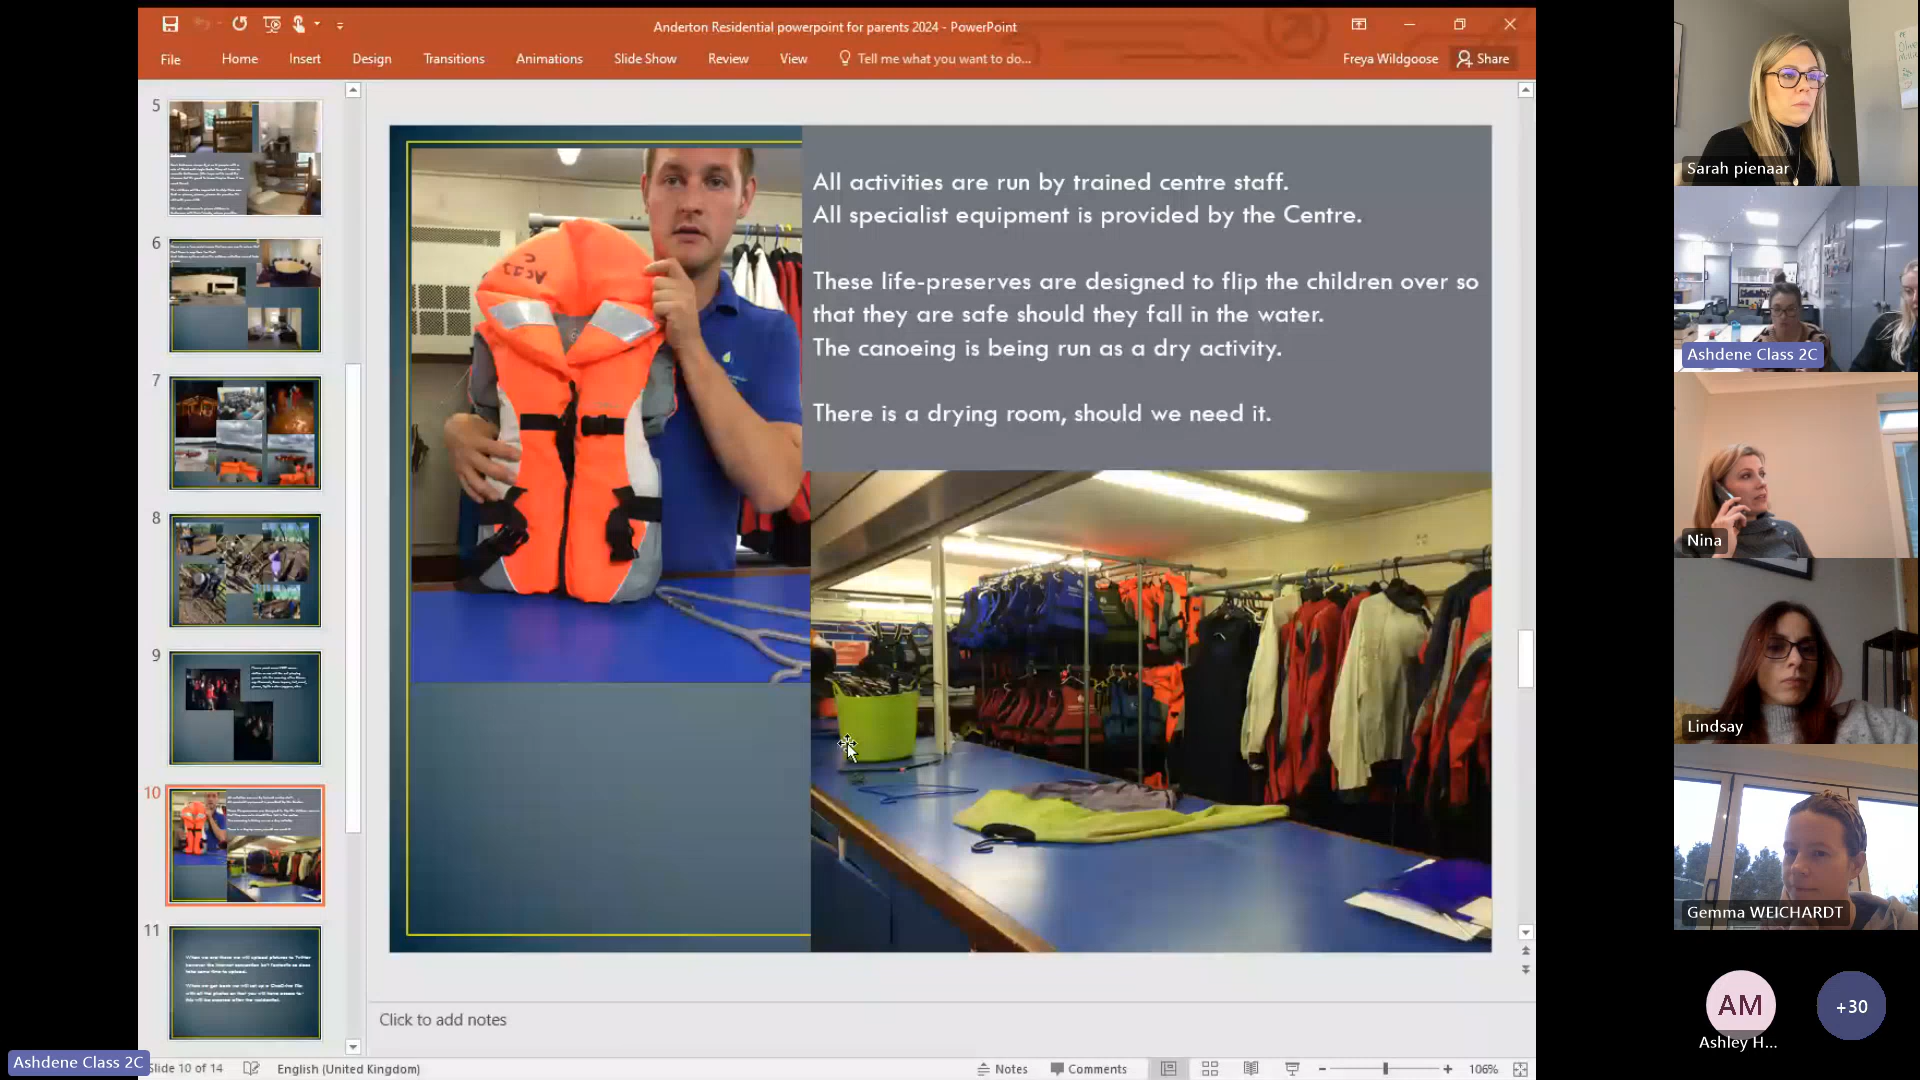 Anderton Residential powerpoint for parents 2024 - PowerPoint
File Home Insert Design Transitions Animations Slide Show Review View Tell me what you want to do... Freya Wildgoose Share
5
6
7
8
9
10
11
All activities are run by trained centre staff.
All specialist equipment is provided by the Centre.
These life-preserves are designed to flip the children over so
that they are safe should they fall in the water.
The canoeing is being run as a dry activity.
There is a drying room, should we need it.
Click to add notes
Ashdene Class 2C
Slide 10 of 14 English (United Kingdom) Notes Comments 106%
Sarah pienaar
Ashdene Class 2C
Nina
Lindsay
Gemma WEICHARDT
AM
+30
Ashley H...